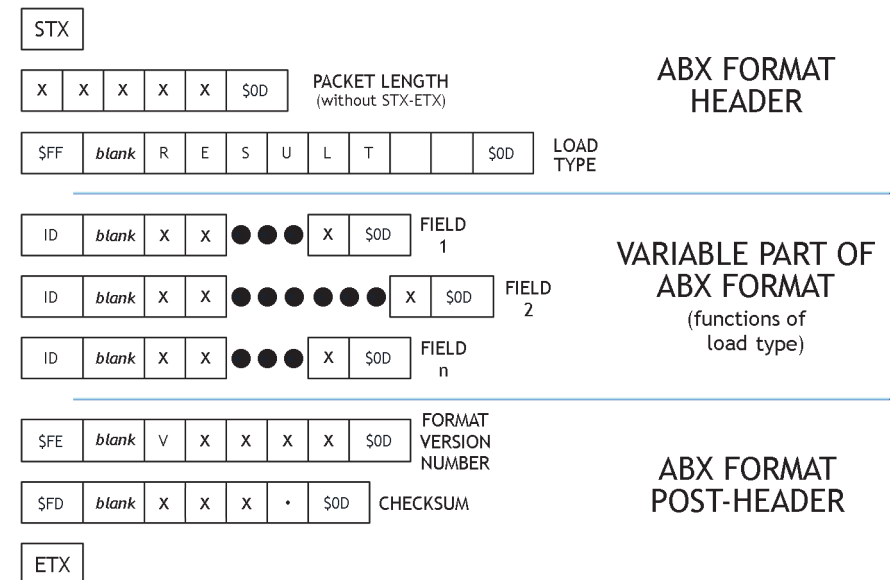 STX
X X X X X $0D PACKET LENGTH
(without STX-ETX)
ABX FORMAT
HEADER
$FF blank R E S U L T $0D LOAD
TYPE
ID blank X X X $0D FIELD
1
ID blank X X X $0D FIELD
2
ID blank X X X $0D FIELD
n
VARIABLE PART OF
ABX FORMAT
(functions of
load type)
$FE blank V X X X X $0D FORMAT
VERSION
NUMBER
$FD blank X X X . $0D CHECKSUM
ABX FORMAT
POST-HEADER
ETX